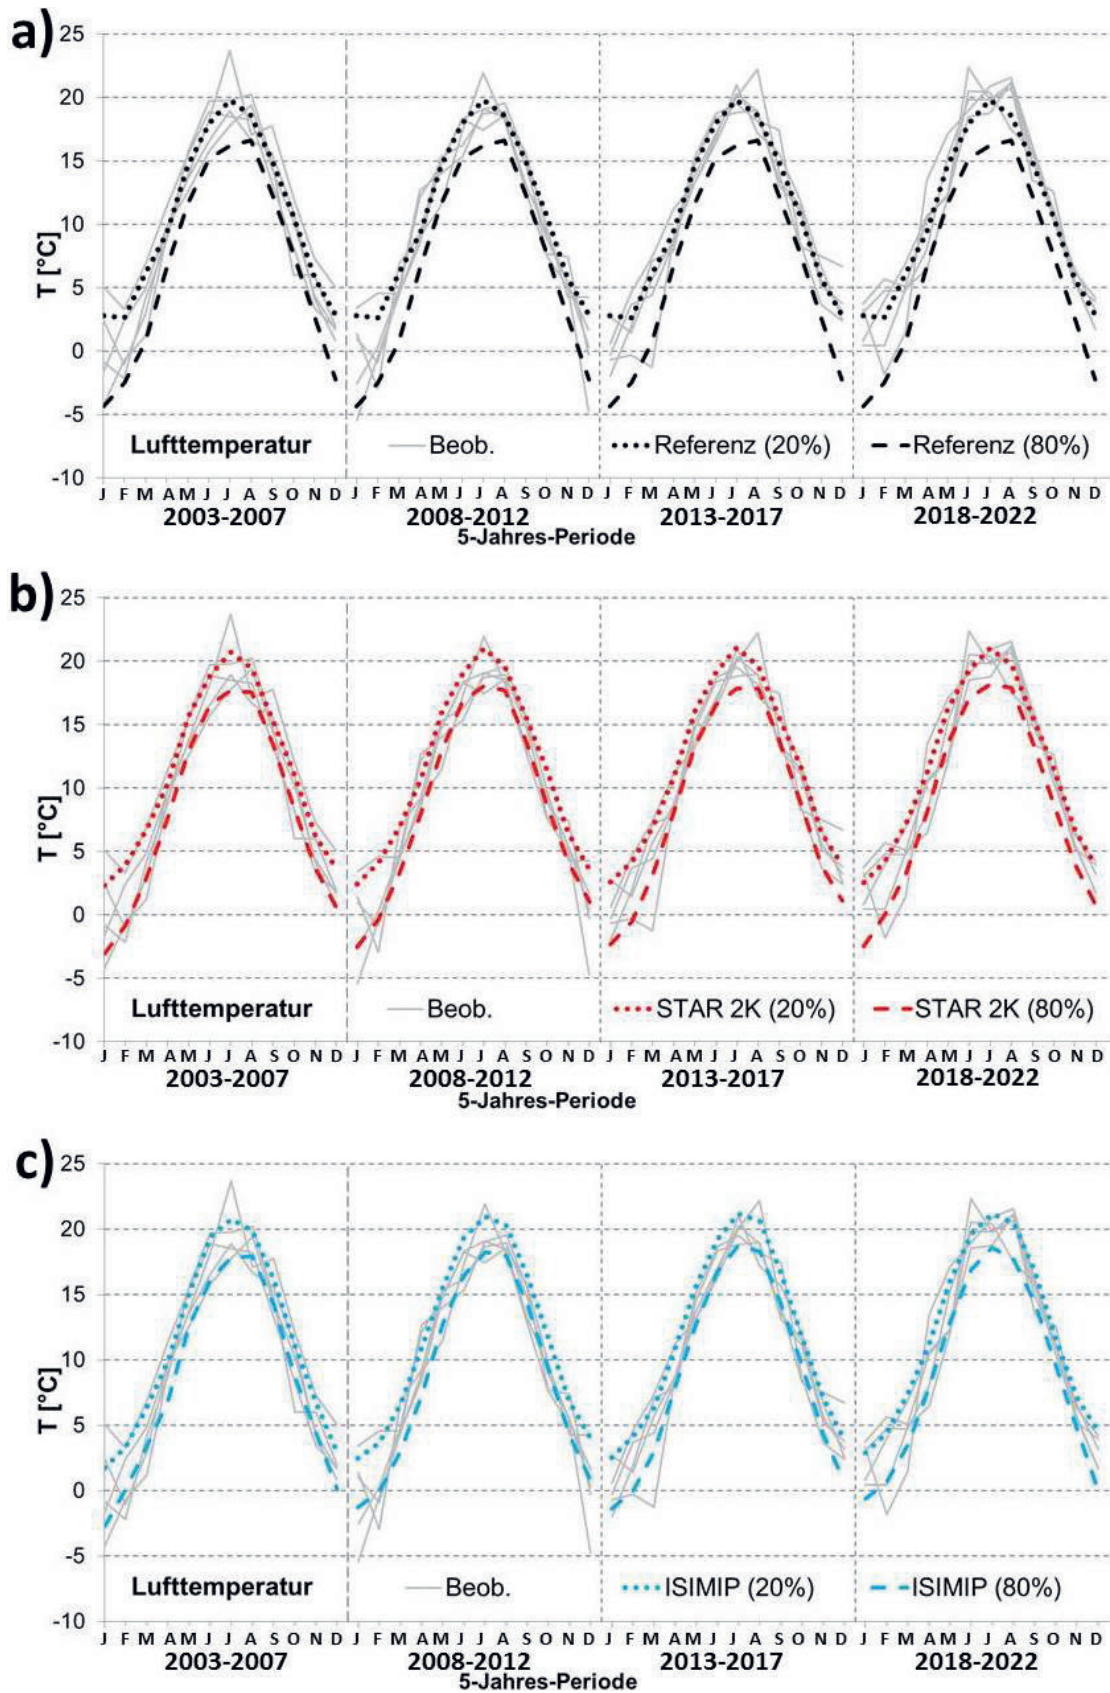 a)
T [°C]
25
20
15
10
5
0
-5
-10
Lufttemperatur Beob. Referenz (20%) Referenz (80%)
J F M A M J J A S O N D J F M A M J J A S O N D J F M A M J J A S O N D J F M A M J J A S O N D
2003-2007 2008-2012 2013-2017 2018-2022
5-Jahres-Periode
b)
T [°C]
25
20
15
10
5
0
-5
-10
Lufttemperatur Beob. STAR 2K (20%) STAR 2K (80%)
J F M A M J J A S O N D J F M A M J J A S O N D J F M A M J J A S O N D J F M A M J J A S O N D
2003-2007 2008-2012 2013-2017 2018-2022
5-Jahres-Periode
c)
T [°C]
25
20
15
10
5
0
-5
-10
Lufttemperatur Beob. ISIMIP (20%) ISIMIP (80%)
J F M A M J J A S O N D J F M A M J J A S O N D J F M A M J J A S O N D J F M A M J J A S O N D
2003-2007 2008-2012 2013-2017 2018-2022
5-Jahres-Periode